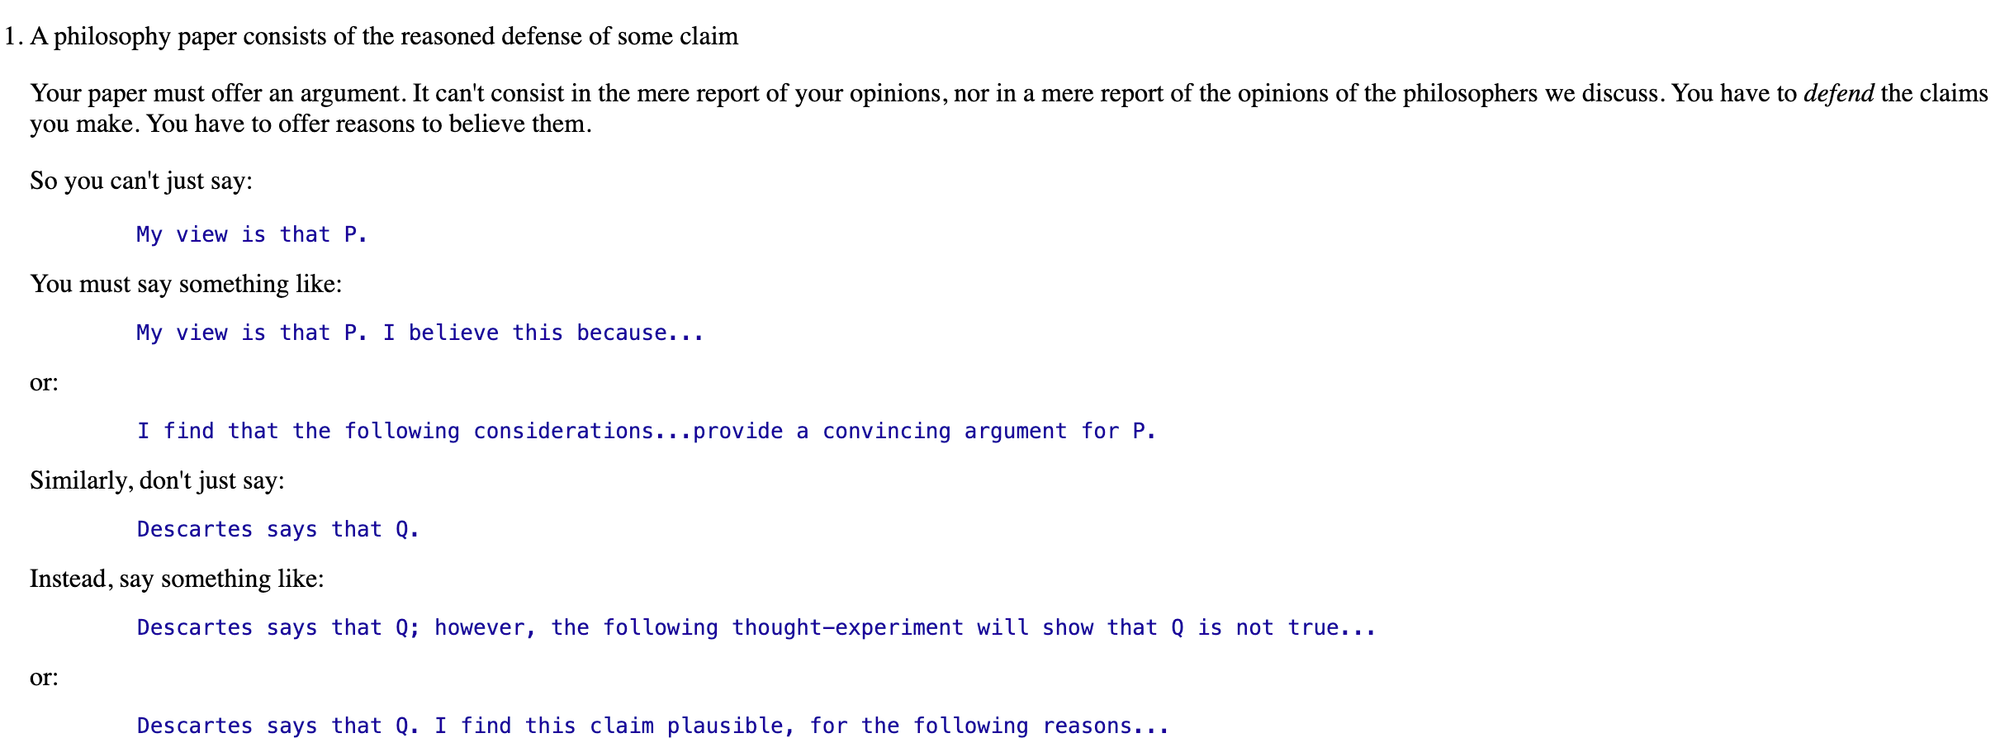 1. A philosophy paper consists of the reasoned defense of some claim
Your paper must offer an argument. It can't consist in the mere report of your opinions, nor in a mere report of the opinions of the philosophers we discuss. You have to defend the claims
you make. You have to offer reasons to believe them.
So you can't just say:
My view is that P.
You must say something like:
My view is that P. I believe this because...
or:
I find that the following considerations...provide a convincing argument for P.
Similarly, don't just say:
Descartes says that Q.
Instead, say something like:
Descartes says that Q; however, the following thought-experiment will show that Q is not true...
or:
Descartes says that Q. I find this claim plausible, for the following reasons...